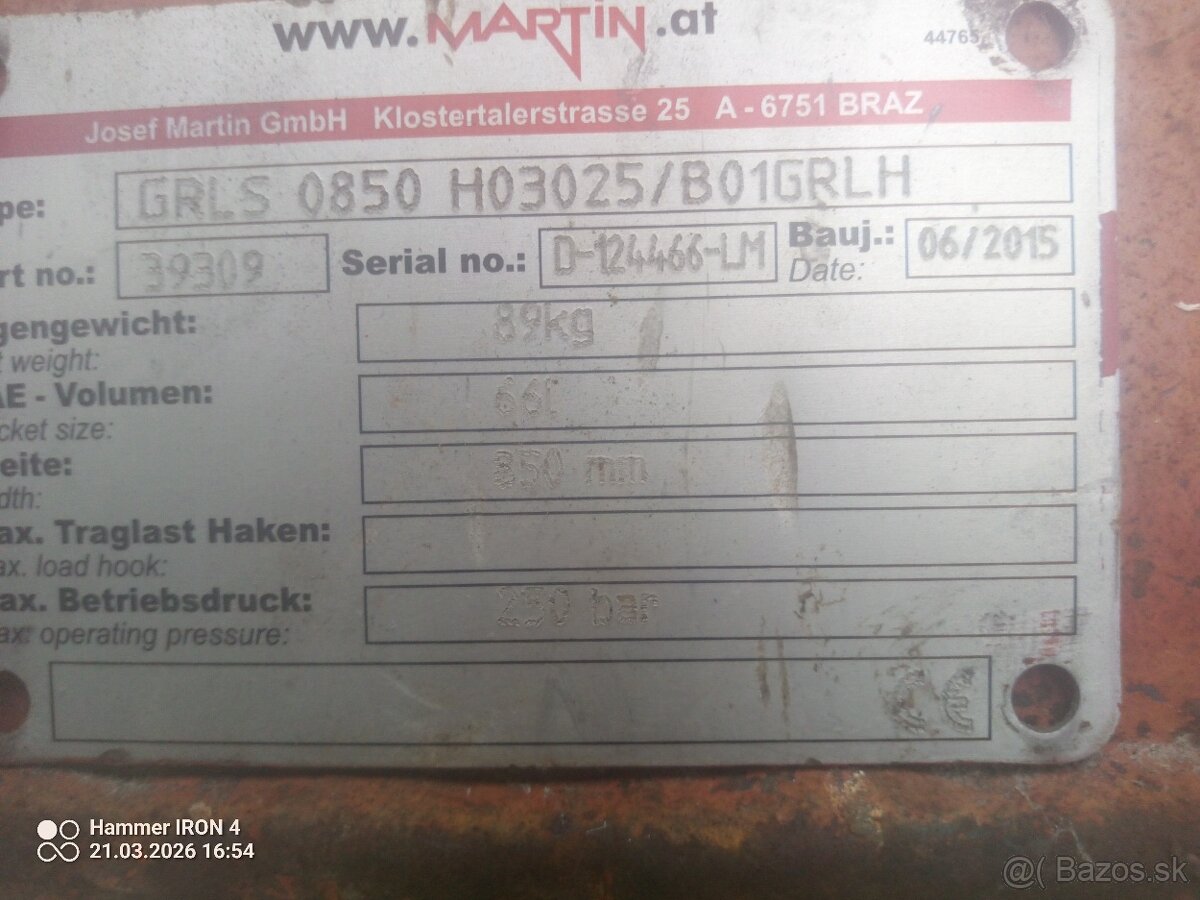 www.MARTIN.at
44765
Josef Martin GmbH Klostertalerstrasse 25 A - 6751 BRAZ
pe: GRLS 0850 H03025/B01GRLH
rt no.: 39309 Serial no.: D-124466-LM Bauj.: 06/2015
Date:
gengewicht: 89kg
t weight:
AE - Volumen: 66l
cket size:
eite: 850 mm
dth:
ax. Traglast Haken:
ax. load hook:
ax. Betriebsdruck: 250 bar
ax. operating pressure:
CE
Hammer IRON 4
21.03.2026 16:54
@( Bazos.sk